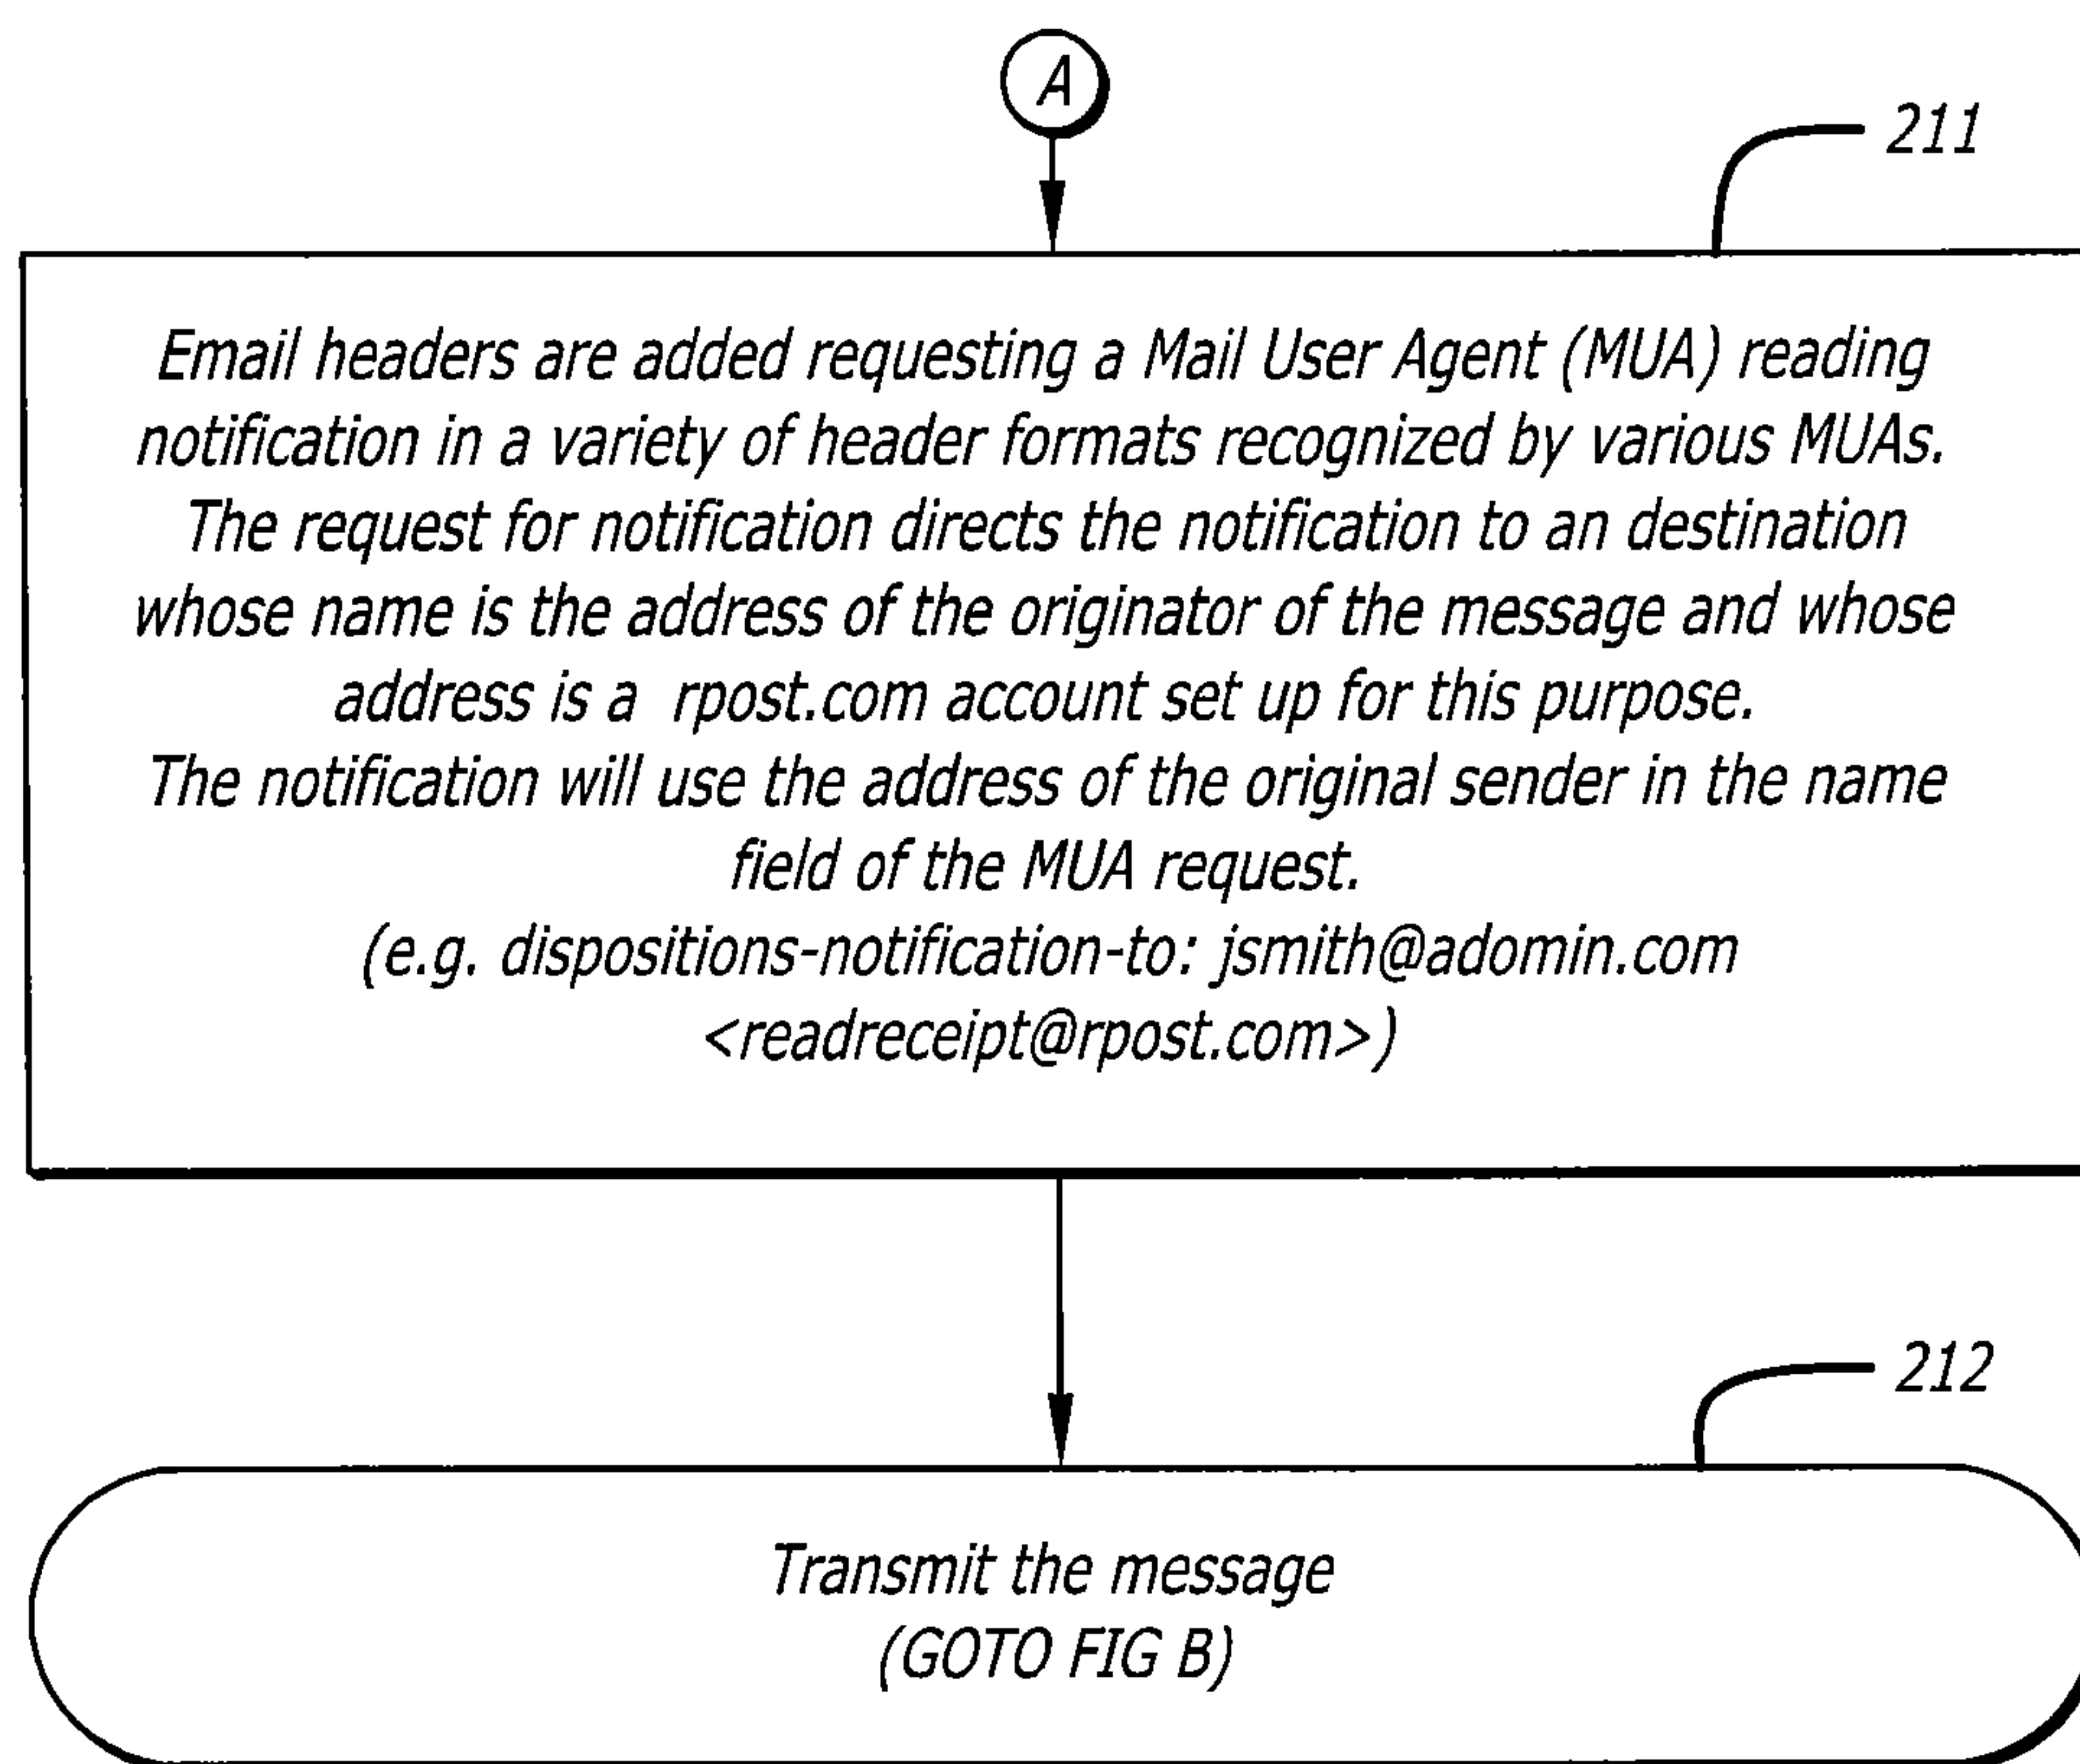 A
211
Email headers are added requesting a Mail User Agent (MUA) reading
notification in a variety of header formats recognized by various MUAs.
The request for notification directs the notification to an destination
whose name is the address of the originator of the message and whose
address is a rpost.com account set up for this purpose.
The notification will use the address of the original sender in the name
field of the MUA request.
(e.g. dispositions-notification-to: jsmith@adomin.com
<readreceipt@rpost.com>)
212
Transmit the message
(GOTO FIG B)